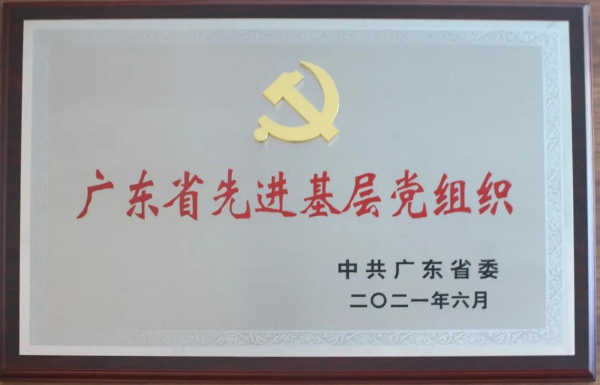 广东省先进基层党组织
中共广东省委
二〇二一年六月